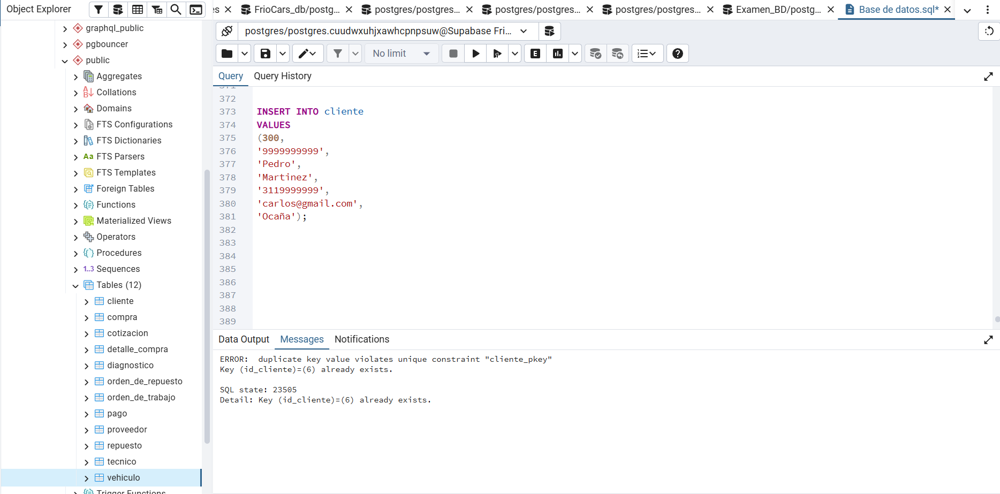 Object Explorer
graphql_public
pgbouncer
public
Aggregates
Collations
Domains
FTS Configurations
FTS Dictionaries
Aa FTS Parsers
FTS Templates
Foreign Tables
Functions
Materialized Views
Operators
Procedures
1..3 Sequences
Tables (12)
cliente
compra
cotizacion
detalle_compra
diagnostico
orden_de_repuesto
orden_de_trabajo
pago
proveedor
repuesto
tecnico
vehiculo
Trigger Functions
es FrioCars_db/postg... postgres/postgres... postgres/postgres... postgres/postgres... Examen_BD/postg... Base de datos.sql*
postgres/postgres.cuudwxuhjxawhcpnpsuw@Supabase Fri...
No limit E
Query Query History
371
372
373 INSERT INTO cliente
374 VALUES
375 (300,
376 '9999999999',
377 'Pedro',
378 'Martinez',
379 '3119999999',
380 'carlos@gmail.com',
381 'Ocaña');
382
383
384
385
386
387
388
389
Data Output Messages Notifications
ERROR:  duplicate key value violates unique constraint "cliente_pkey"
Key (id_cliente)=(6) already exists.
SQL state: 23505
Detail: Key (id_cliente)=(6) already exists.